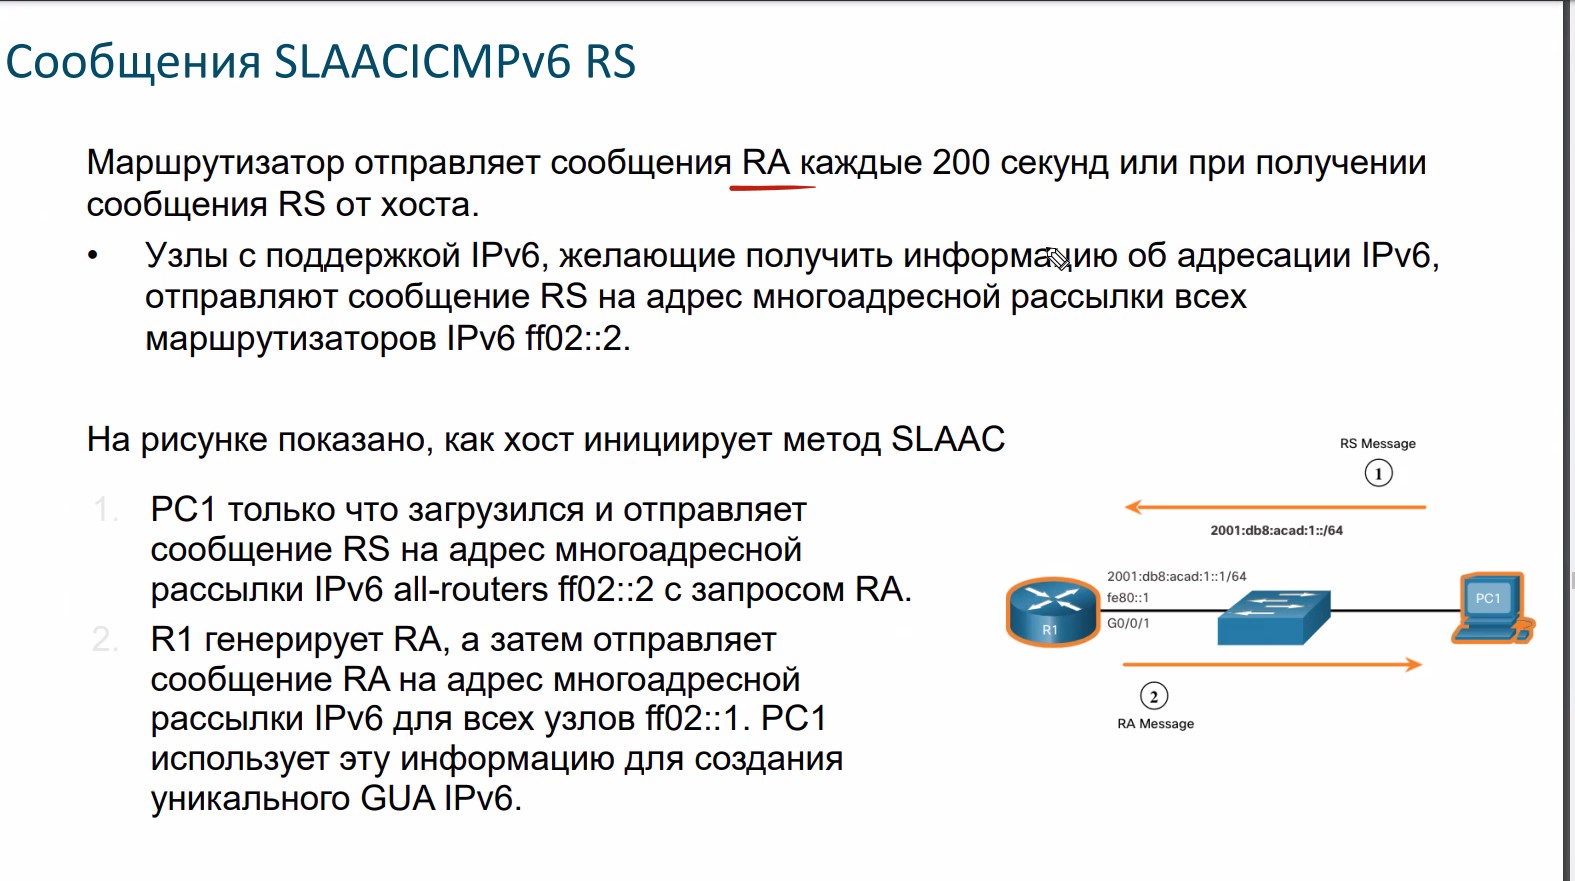 Сообщения SLAACICMPv6 RS
Маршрутизатор отправляет сообщения RA каждые 200 секунд или при получении
сообщения RS от хоста.
• Узлы с поддержкой IPv6, желающие получить информацию об адресации IPv6,
отправляют сообщение RS на адрес многоадресной рассылки всех
маршрутизаторов IPv6 ff02::2.
На рисунке показано, как хост инициирует метод SLAAC
1. PC1 только что загрузился и отправляет
сообщение RS на адрес многоадресной
рассылки IPv6 all-routers ff02::2 с запросом RA.
2. R1 генерирует RA, а затем отправляет
сообщение RA на адрес многоадресной
рассылки IPv6 для всех узлов ff02::1. PC1
использует эту информацию для создания
уникального GUA IPv6.
RS Message
1
2001:db8:acad:1::/64
2001:db8:acad:1::1/64
fe80::1
G0/0/1
R1
PC1
2
RA Message